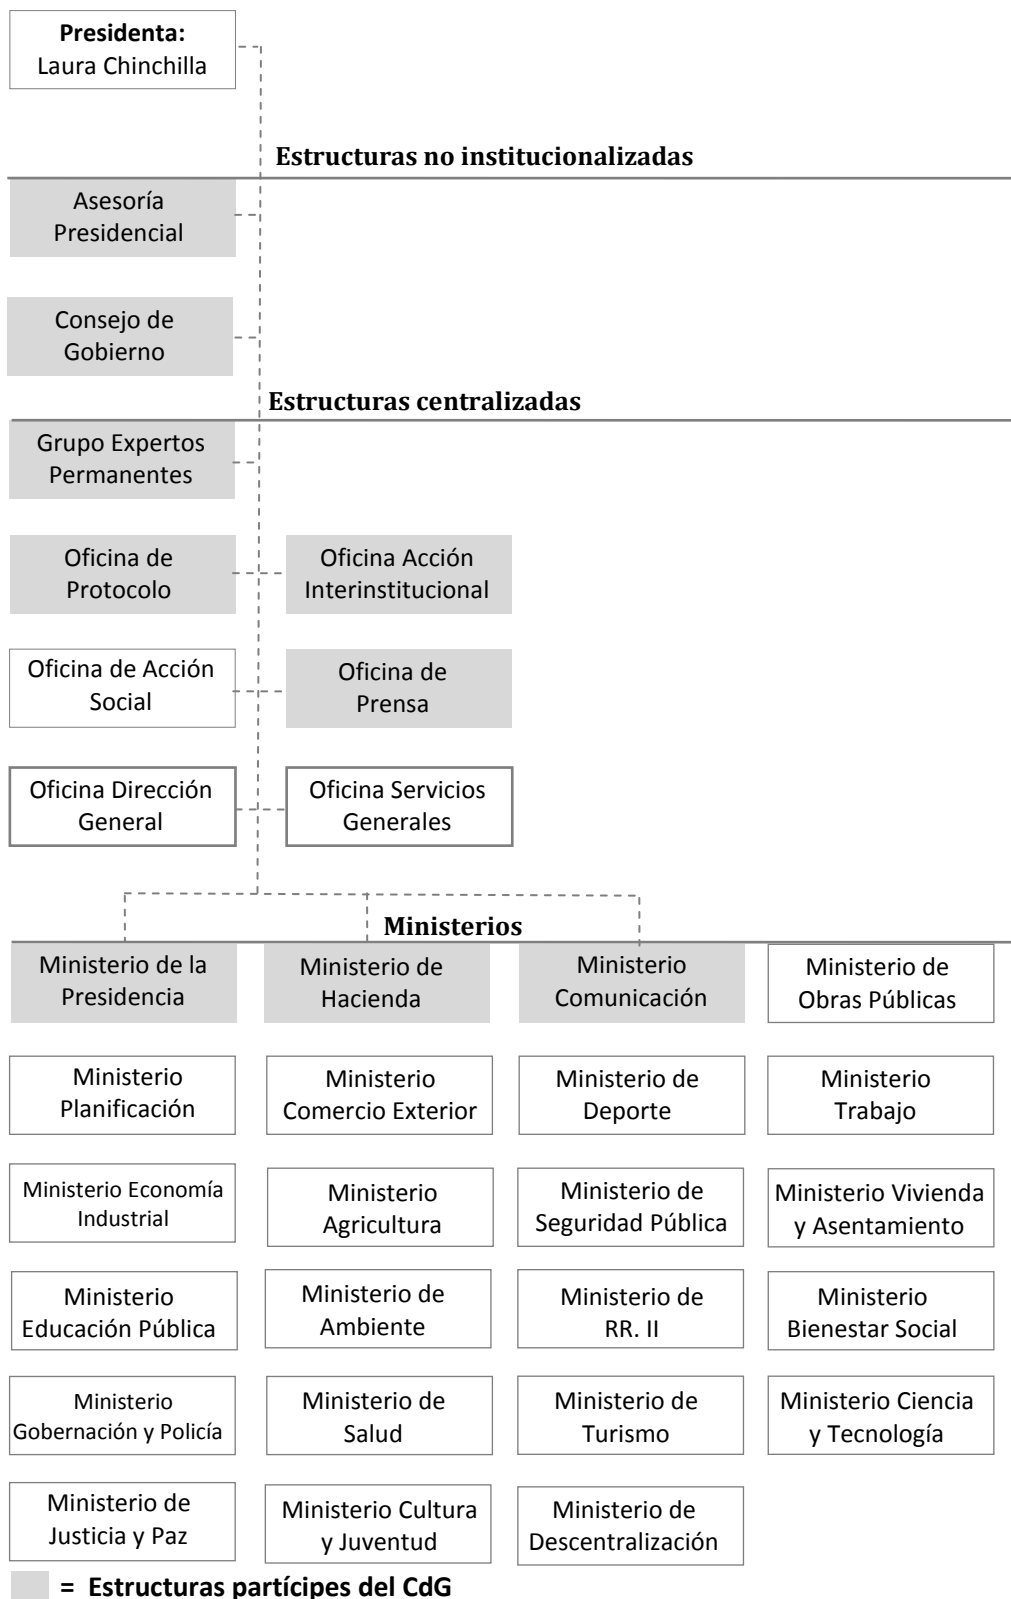 Presidenta:
Laura Chinchilla
Estructuras no institucionalizadas
Asesoría
Presidencial
Consejo de
Gobierno
Estructuras centralizadas
Grupo Expertos
Permanentes
Oficina de
Protocolo
Oficina Acción
Interinstitucional
Oficina de Acción
Social
Oficina de
Prensa
Oficina Dirección
General
Oficina Servicios
Generales
Ministerios
Ministerio de la
Presidencia
Ministerio de
Hacienda
Ministerio
Comunicación
Ministerio de
Obras Públicas
Ministerio
Planificación
Ministerio
Comercio Exterior
Ministerio de
Deporte
Ministerio
Trabajo
Ministerio Economía
Industrial
Ministerio
Agricultura
Ministerio de
Seguridad Pública
Ministerio Vivienda
y Asentamiento
Ministerio
Educación Pública
Ministerio de
Ambiente
Ministerio de
RR. II
Ministerio
Bienestar Social
Ministerio
Gobernación y Policía
Ministerio de
Salud
Ministerio de
Turismo
Ministerio Ciencia
y Tecnología
Ministerio de
Justicia y Paz
Ministerio Cultura
y Juventud
Ministerio de
Descentralización
= Estructuras partícipes del CdG